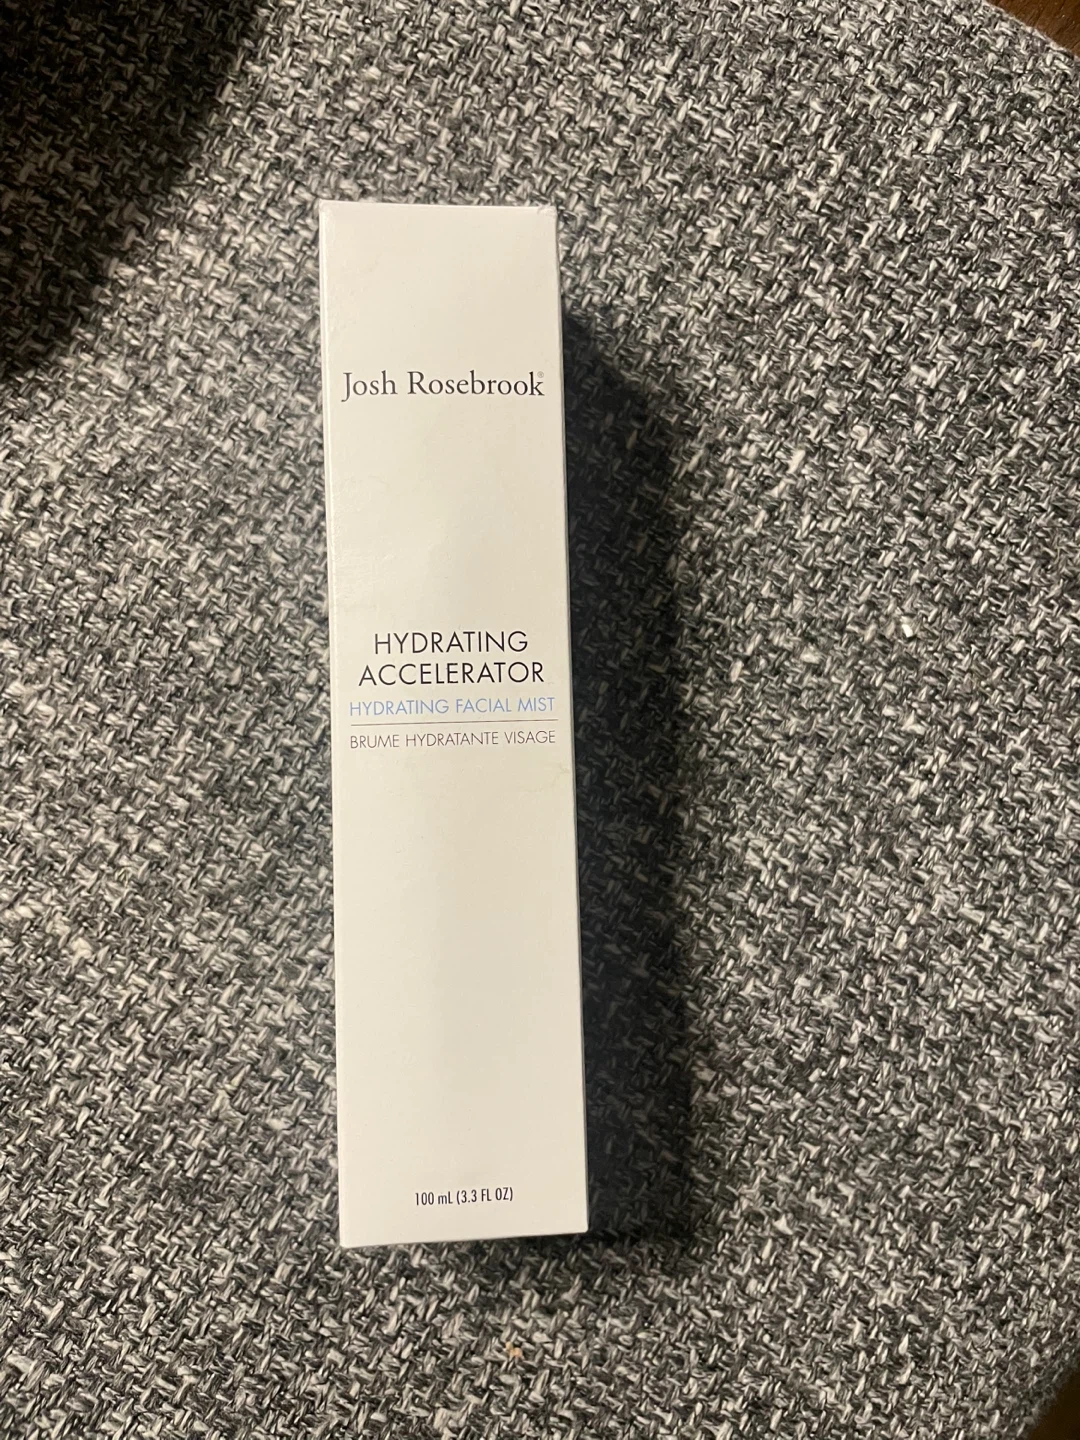 Josh Rosebrook®
HYDRATING
ACCELERATOR
HYDRATING FACIAL MIST
BRUME HYDRATANTE VISAGE
100 mL (3.3 FL OZ)